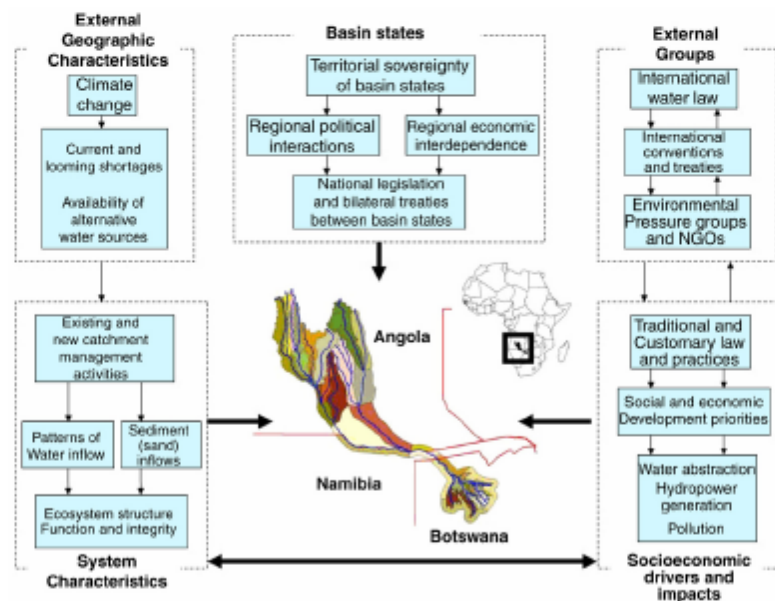 External
Geographic
Characteristics
Climate
change
Current and
looming shortages
Availability of
alternative
water sources
Basin states
Territorial sovereignty
of basin states
Regional political
interactions
Regional economic
interdependence
National legislation
and bilateral treaties
between basin states
External
Groups
International
water law
International
conventions
and treaties
Environmental
Pressure groups
and NGOs
Existing and
new catchment
management
activities
Patterns of
Water inflow
Sediment
(sand)
inflows
Ecosystem structure
Function and integrity
System
Characteristics
Angola
Namibia
Botswana
Traditional and
Customary law
and practices
Social and economic
Development priorities
Water abstraction
Hydropower
generation
Pollution
Socioeconomic
drivers and
impacts